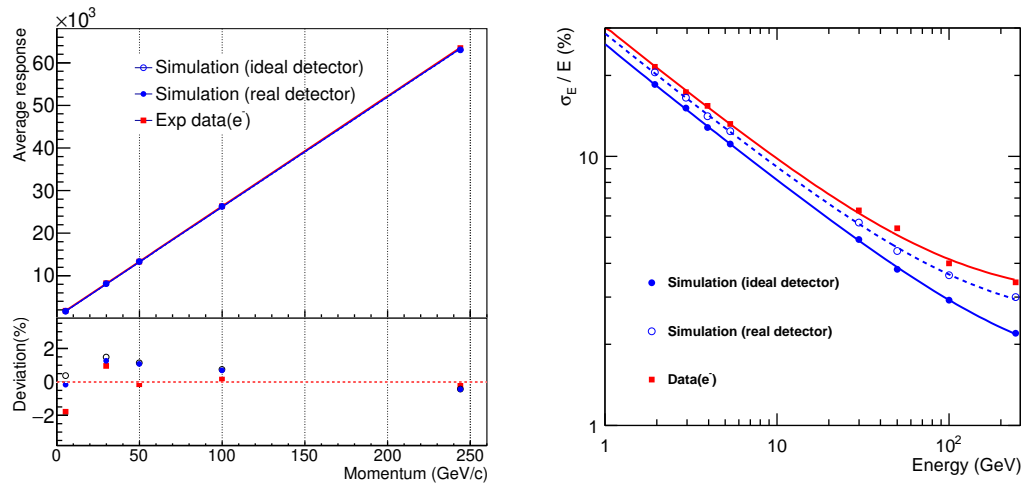 ×10³
60
50
40
30
20
10
Average response
Simulation (ideal detector)
Simulation (real detector)
Exp data(e⁻)
2
0
−2
Deviation(%)
0 50 100 150 200 250
Momentum (GeV/c)
σ_E / E (%)
10
1
Simulation (ideal detector)
Simulation (real detector)
Data(e⁻)
1 10 10²
Energy (GeV)